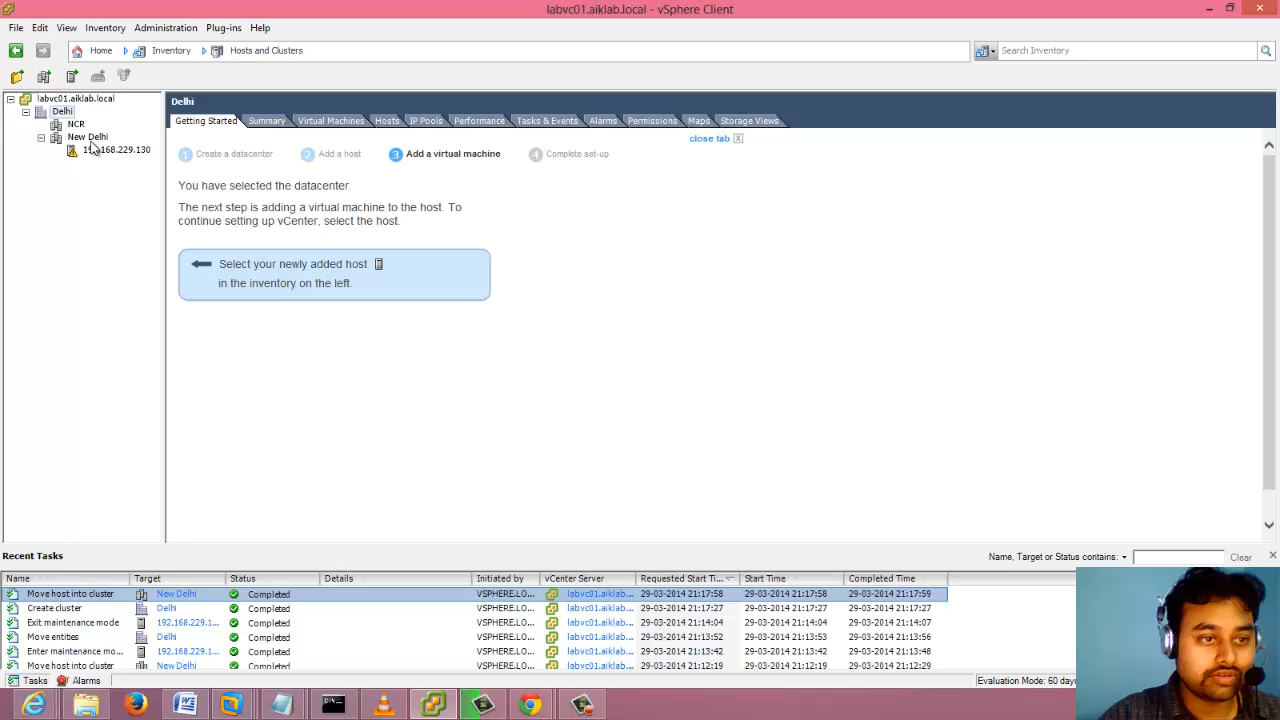 labvc01.aiklab.local - vSphere Client
File Edit View Inventory Administration Plug-ins Help
Home Inventory Hosts and Clusters Search Inventory
labvc01.aiklab.local
Delhi
NCR
New Delhi
Delhi
Getting Started Summary Virtual Machines Hosts IP Pools Performance Tasks & Events Alarms Permissions Maps Storage Views
close tab X
1 Create a datacenter 2 Add a host 3 Add a virtual machine 4 Complete set-up
You have selected the datacenter.
The next step is adding a virtual machine to the host. To
continue setting up vCenter, select the host.
Select your newly added host
in the inventory on the left.
Recent Tasks Name, Target or Status contains: Clear
Name Target Status Details Initiated by vCenter Server Requested Start Ti... Start Time Completed Time
Move host into cluster New Delhi Completed VSPHERE.LO... labvc01.aiklab... 29-03-2014 21:17:58 29-03-2014 21:17:58 29-03-2014 21:17:59
Create cluster Delhi Completed VSPHERE.LO... labvc01.aiklab... 29-03-2014 21:17:27 29-03-2014 21:17:27 29-03-2014 21:17:27
Exit maintenance mode 192.168.229.1... Completed VSPHERE.LO... labvc01.aiklab... 29-03-2014 21:14:04 29-03-2014 21:14:04 29-03-2014 21:14:07
Move entities Delhi Completed VSPHERE.LO... labvc01.aiklab... 29-03-2014 21:13:52 29-03-2014 21:13:53 29-03-2014 21:13:56
Enter maintenance mo... 192.168.229.1... Completed VSPHERE.LO... labvc01.aiklab... 29-03-2014 21:13:42 29-03-2014 21:13:42 29-03-2014 21:13:48
Move host into cluster New Delhi Completed VSPHERE.LO... labvc01.aiklab... 29-03-2014 21:12:19 29-03-2014 21:12:19 29-03-2014 21:12:29
Tasks Alarms Evaluation Mode: 60 days